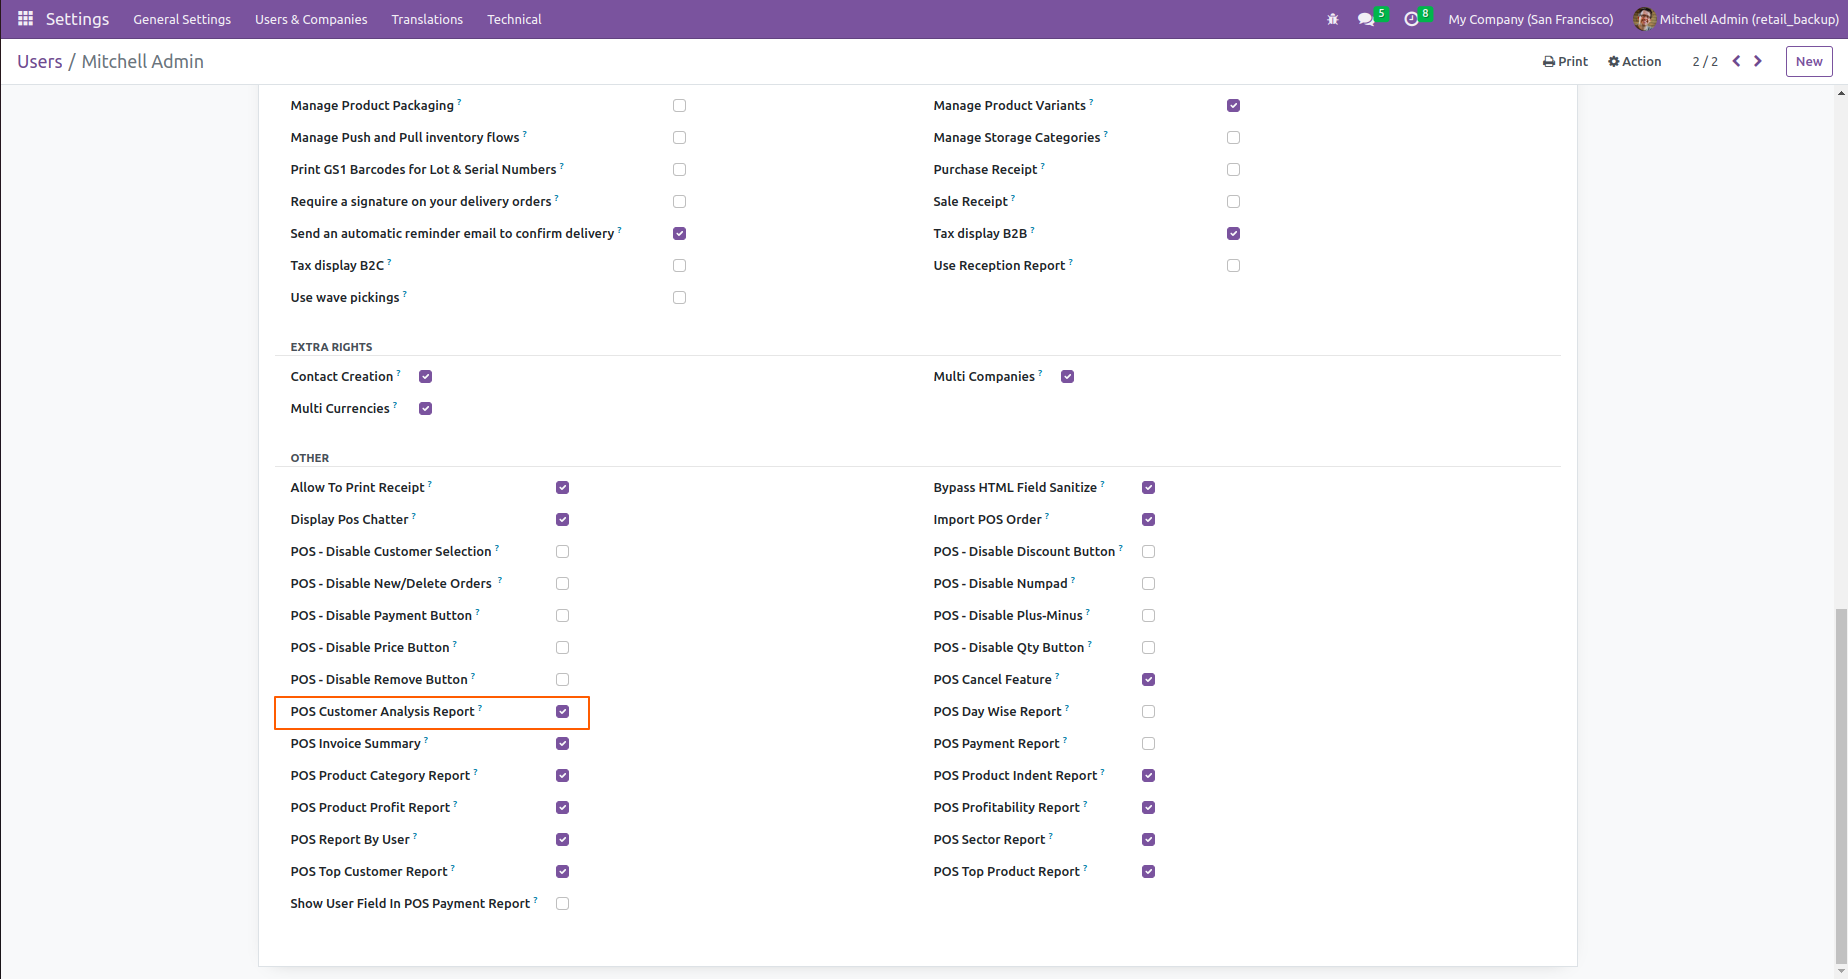 Settings General Settings Users & Companies Translations Technical 5 8 My Company (San Francisco) Mitchell Admin (retail_backup)
Users / Mitchell Admin Print Action 2 / 2 New
Manage Product Packaging ? Manage Product Variants ?
Manage Push and Pull inventory flows ? Manage Storage Categories ?
Print GS1 Barcodes for Lot & Serial Numbers ? Purchase Receipt ?
Require a signature on your delivery orders ? Sale Receipt ?
Send an automatic reminder email to confirm delivery ? Tax display B2B ?
Tax display B2C ? Use Reception Report ?
Use wave pickings ?
EXTRA RIGHTS
Contact Creation ? Multi Companies ?
Multi Currencies ?
OTHER
Allow To Print Receipt ? Bypass HTML Field Sanitize ?
Display Pos Chatter ? Import POS Order ?
POS - Disable Customer Selection ? POS - Disable Discount Button ?
POS - Disable New/Delete Orders ? POS - Disable Numpad ?
POS - Disable Payment Button ? POS - Disable Plus-Minus ?
POS - Disable Price Button ? POS - Disable Qty Button ?
POS - Disable Remove Button ? POS Cancel Feature ?
POS Customer Analysis Report ? POS Day Wise Report ?
POS Invoice Summary ? POS Payment Report ?
POS Product Category Report ? POS Product Indent Report ?
POS Product Profit Report ? POS Profitability Report ?
POS Report By User ? POS Sector Report ?
POS Top Customer Report ? POS Top Product Report ?
Show User Field In POS Payment Report ?